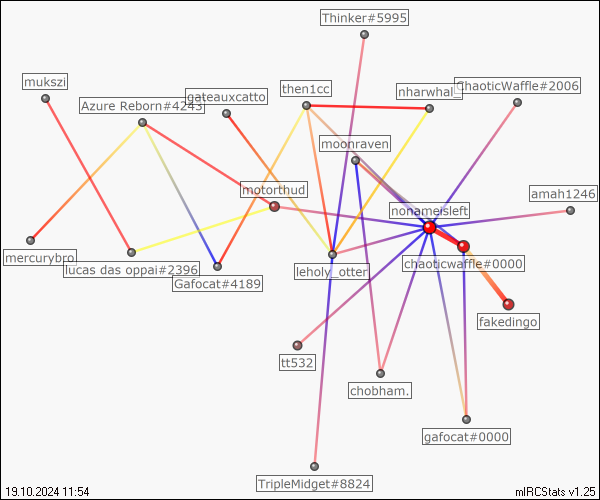 Thinker#5995
mukszi
ChaoticWaffle#2006
then1cc
nharwhal_
gateauxcatto
Azure Reborn#4243
moonraven
motorthud
amah1246
nonameisleft
mercurybro
lucas das oppai#2396
leholy_otter
chaoticwaffle#0000
Gafocat#4189
fakedingo
tt532
chobham.
gafocat#0000
TripleMidget#8824
19.10.2024 11:54
mIRCStats v1.25